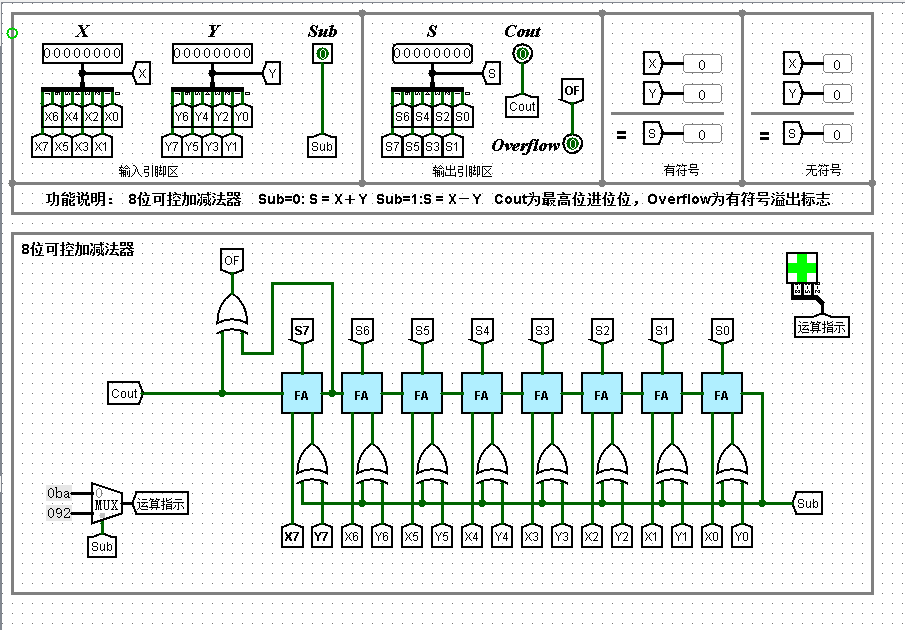 X Y Sub S Cout
00000000 00000000 0 00000000 0
X Y S OF X 0 X 0
Y 0 Y 0
X6 X4 X2 X0 Y6 Y4 Y2 Y0 S6 S4 S2 S0 Cout
X7 X5 X3 X1 Y7 Y5 Y3 Y1 Sub S7 S5 S3 S1 Overflow 0 = S 0 = S 0
输入引脚区 输出引脚区 有符号 无符号
功能说明： 8位可控加减法器 Sub=0: S = X＋Y Sub=1:S = X－Y Cout为最高位进位位，Overflow为有符号溢出标志
8位可控加减法器
OF
运算指示
S7 S6 S5 S4 S3 S2 S1 S0
Cout FA FA FA FA FA FA FA FA
0ba 0
MUX 运算指示 Sub
092
Sub X7 Y7 X6 Y6 X5 Y5 X4 Y4 X3 Y3 X2 Y2 X1 Y1 X0 Y0